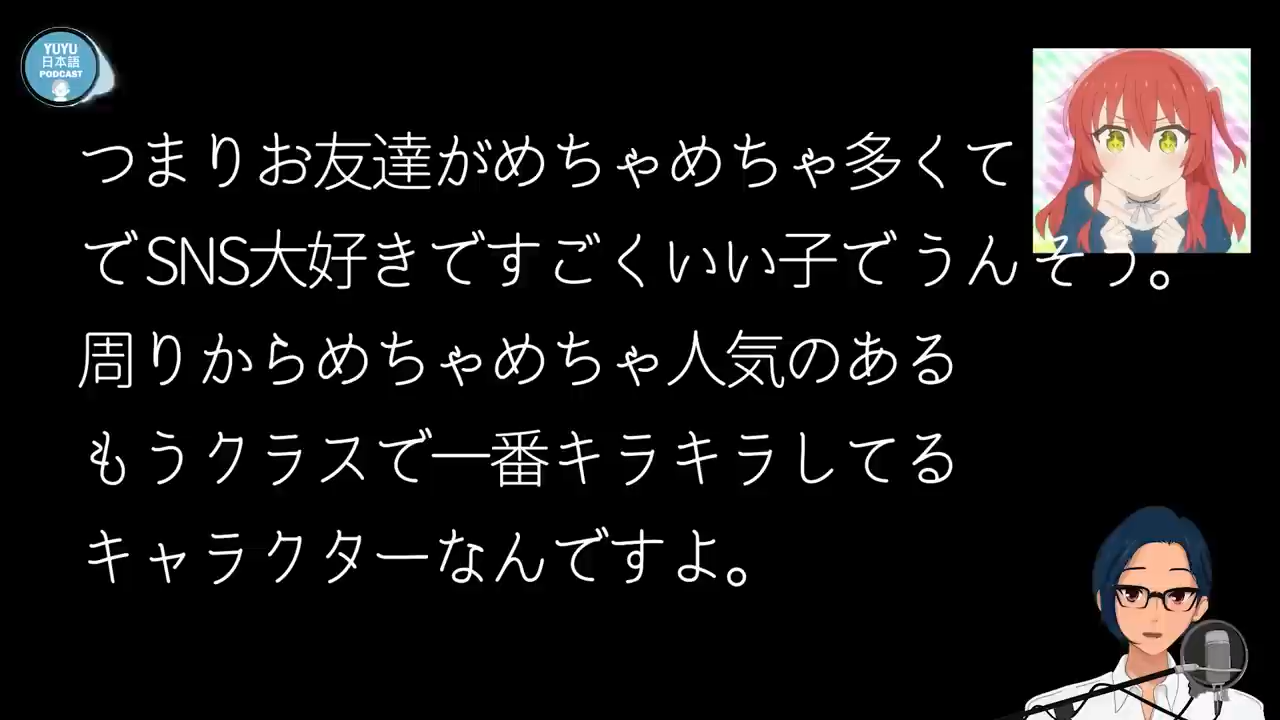 YUYU
日本語
PODCAST
つまりお友達がめちゃめちゃ多くて
でSNS大好きですごくいい子で うん そう。
周りからめちゃめちゃ人気のある
もうクラスで一番キラキラしてる
キャラクターなんですよ。